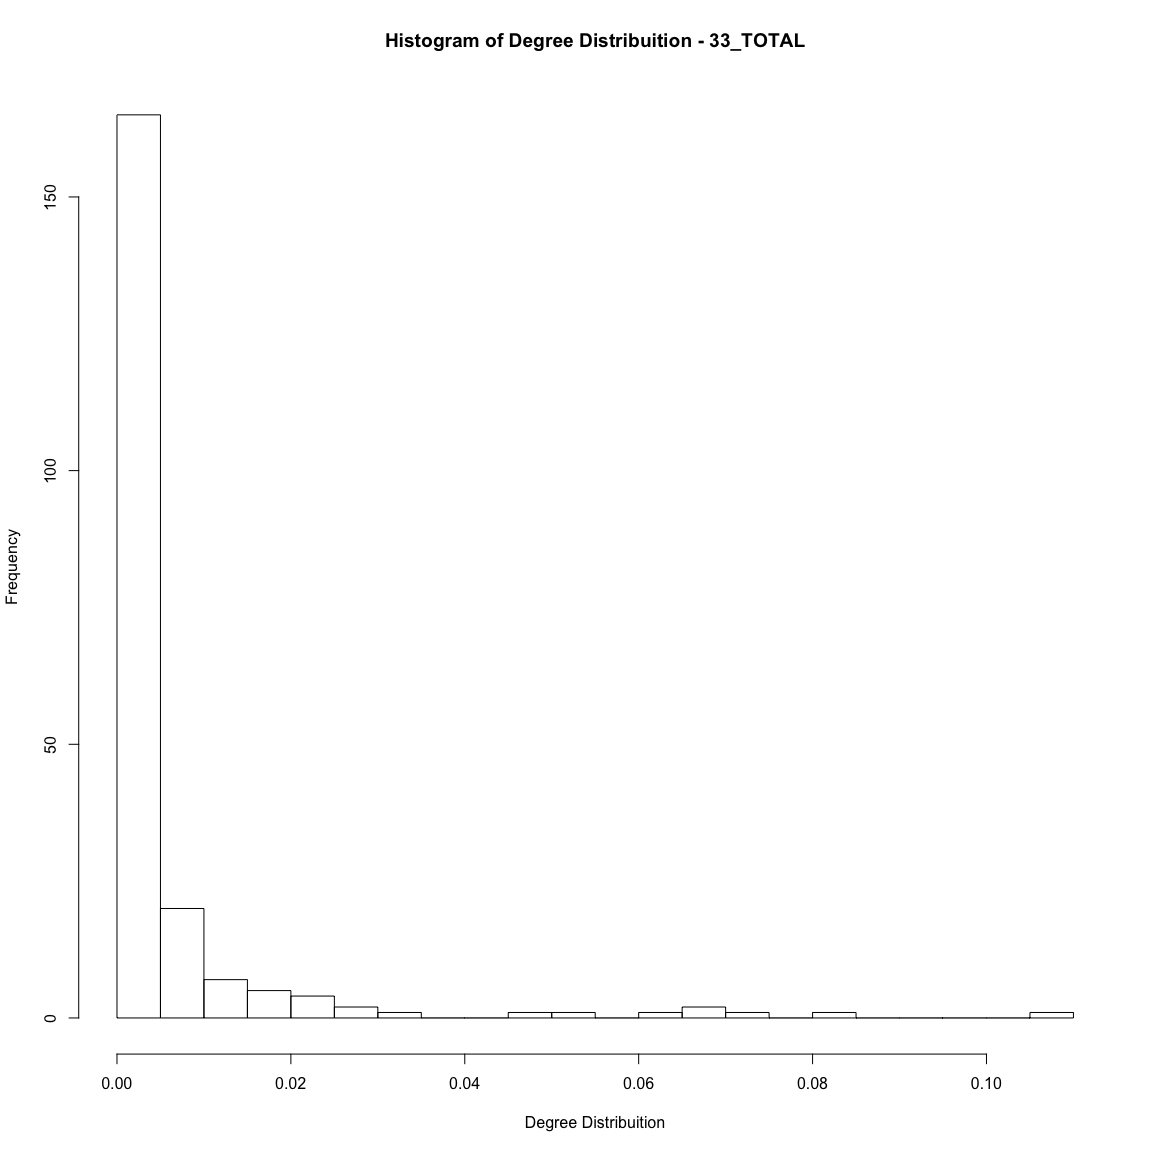 Histogram of Degree Distribuition - 33_TOTAL
Frequency
150
100
50
0
0.00 0.02 0.04 0.06 0.08 0.10
Degree Distribuition